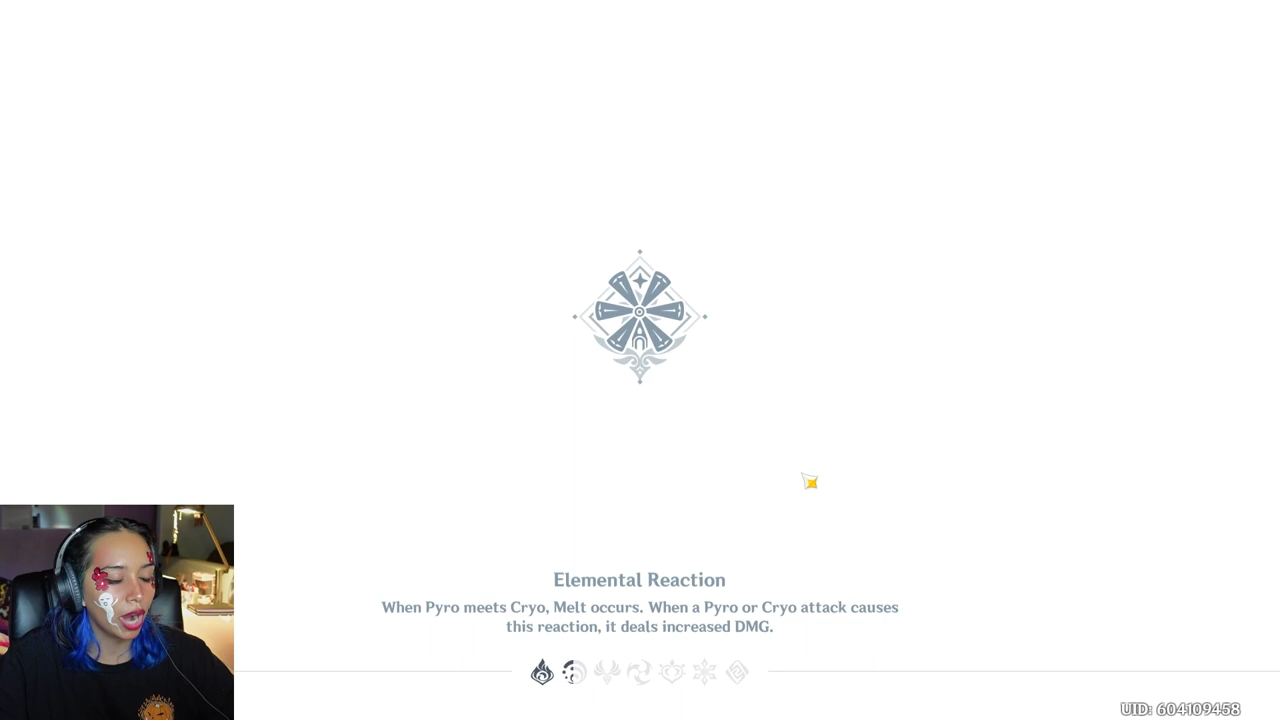 Elemental Reaction
When Pyro meets Cryo, Melt occurs. When a Pyro or Cryo attack causes
this reaction, it deals increased DMG.
UID: 604109458